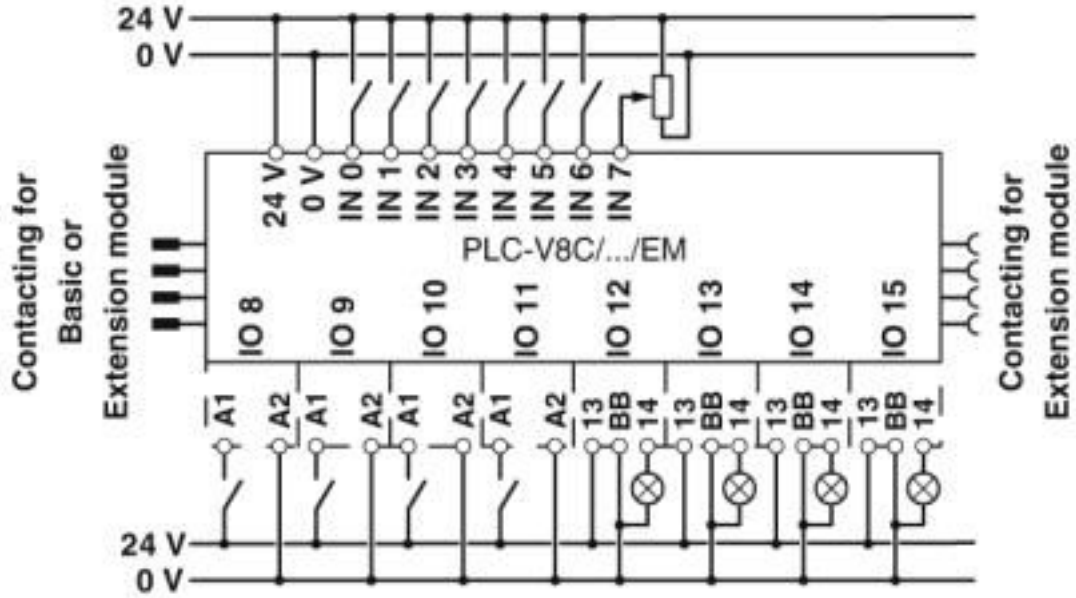 24 V
0 V
Contacting for
Basic or
Extension module
24 V
0 V
IN 0
IN 1
IN 2
IN 3
IN 4
IN 5
IN 6
IN 7
PLC-V8C/.../EM
IO 8
IO 9
IO 10
IO 11
IO 12
IO 13
IO 14
IO 15
Contacting for
Extension module
A1
A2
A1
A2
A1
A2
A1
A2
13
BB
14
13
BB
14
13
BB
14
13
BB
14
24 V
0 V